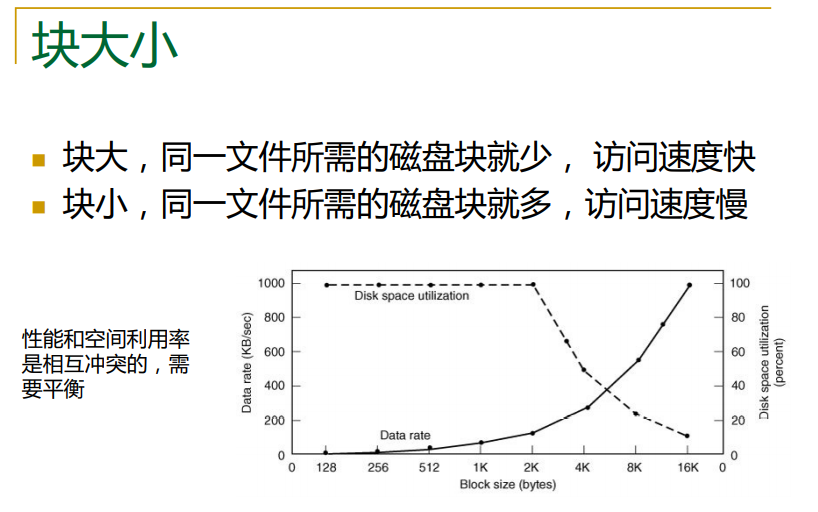 块大小
块大，同一文件所需的磁盘块就少， 访问速度快
块小，同一文件所需的磁盘块就多，访问速度慢
性能和空间利用率
是相互冲突的，需
要平衡
Data rate (KB/sec)
1000
800
600
400
200
0
Disk space utilization
Data rate
100
80
60
40
20
0
Disk space utilization
(percent)
0 128 256 512 1K 2K 4K 8K 16K 0
Block size (bytes)